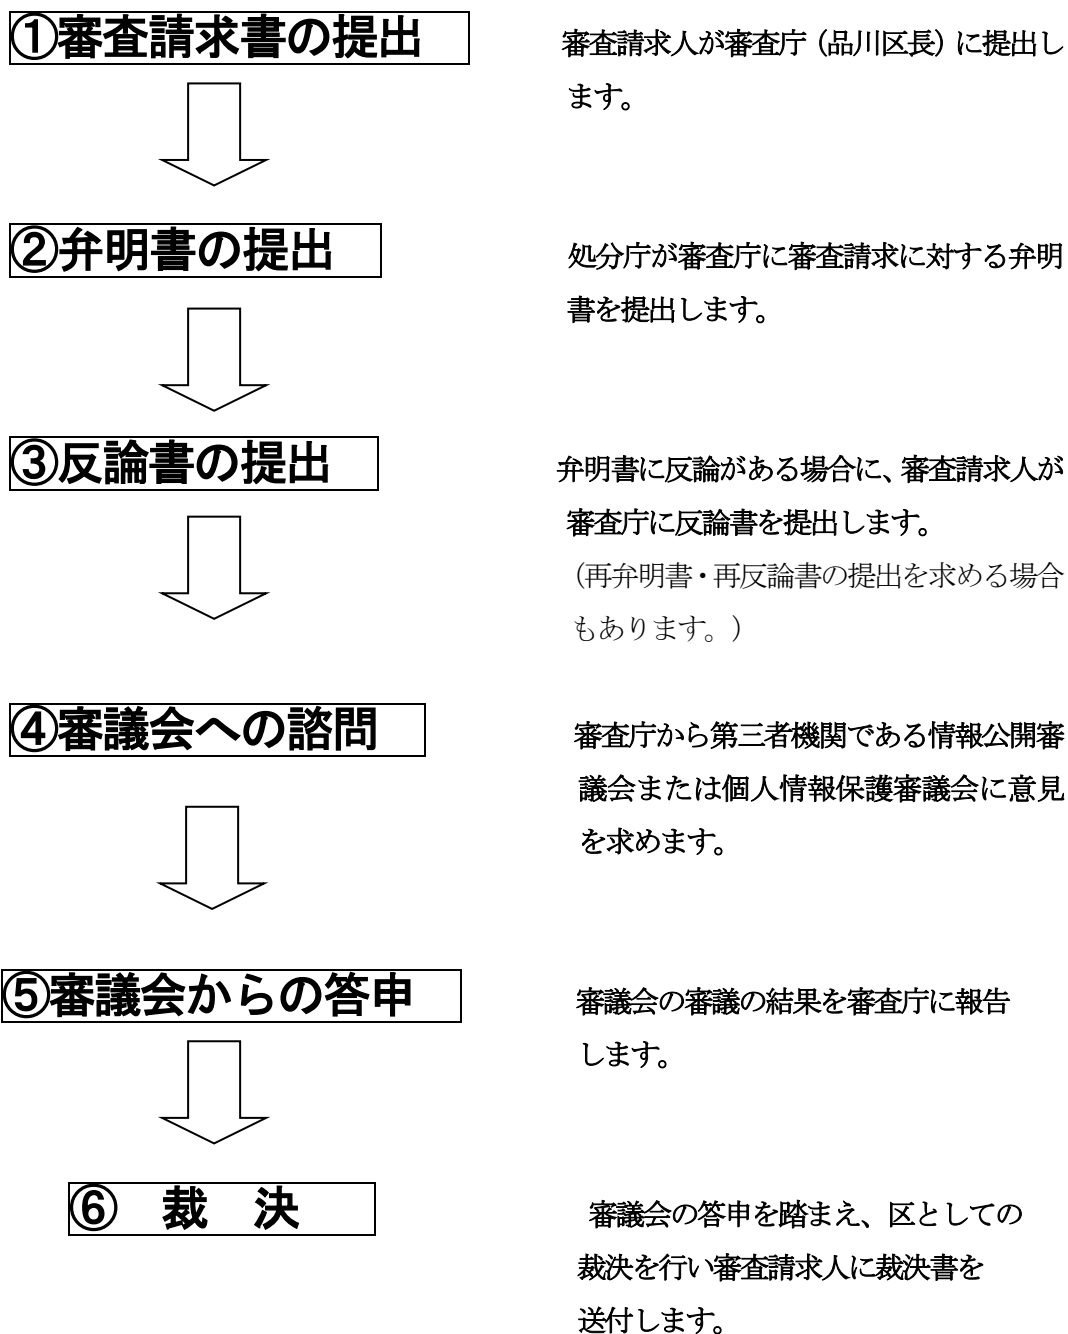 ①審査請求書の提出
審査請求人が審査庁（品川区長）に提出し
ます。
②弁明書の提出
処分庁が審査庁に審査請求に対する弁明
書を提出します。
③反論書の提出
弁明書に反論がある場合に、審査請求人が
審査庁に反論書を提出します。
（再弁明書・再反論書の提出を求める場合
もあります。）
④審議会への諮問
審査庁から第三者機関である情報公開審
議会または個人情報保護審議会に意見
を求めます。
⑤審議会からの答申
審議会の審議の結果を審査庁に報告
します。
⑥　裁　決
審議会の答申を踏まえ、区としての
裁決を行い審査請求人に裁決書を
送付します。